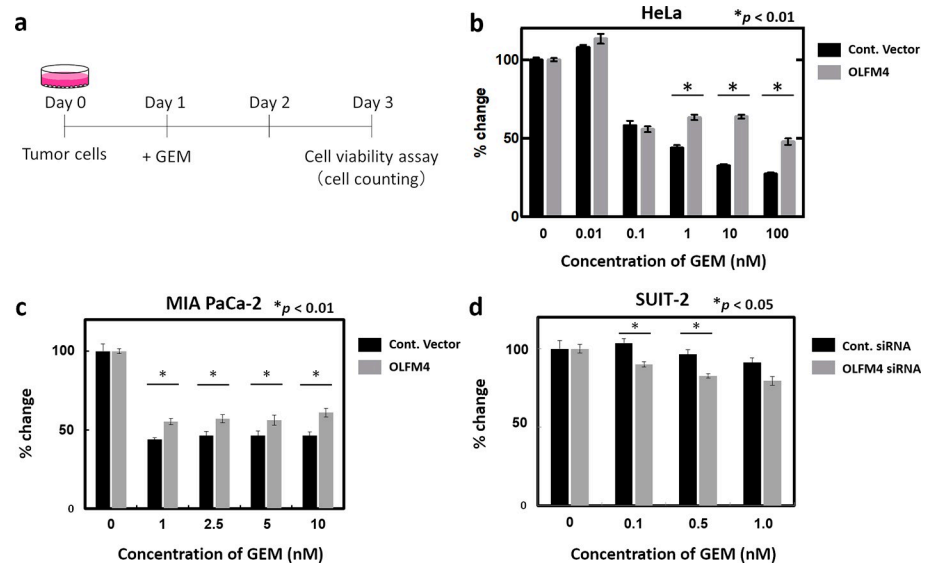 a
Day 0 Day 1 Day 2 Day 3
Tumor cells + GEM Cell viability assay
（cell counting）
b
HeLa *p < 0.01
Cont. Vector
OLFM4
* * *
100
50
0
% change
0 0.01 0.1 1 10 100
Concentration of GEM (nM)
c
MIA PaCa-2 *p < 0.01
Cont. Vector
OLFM4
* * * *
100
50
0
% change
0 1 2.5 5 10
Concentration of GEM (nM)
d
SUIT-2 *p < 0.05
Cont. siRNA
OLFM4 siRNA
* *
100
50
0
% change
0 0.1 0.5 1.0
Concentration of GEM (nM)